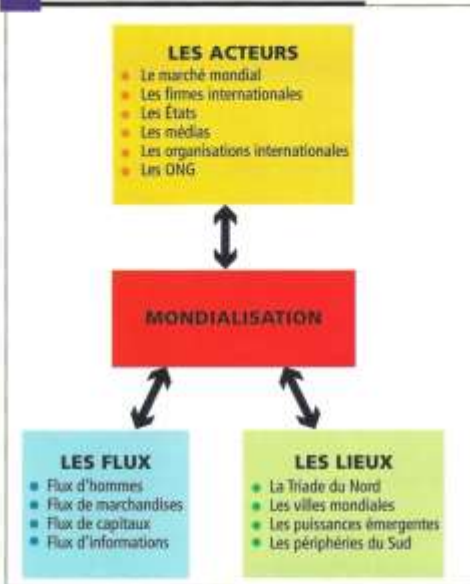 LES ACTEURS
Le marché mondial
Les firmes internationales
Les États
Les médias
Les organisations internationales
Les ONG
MONDIALISATION
LES FLUX
Flux d'hommes
Flux de marchandises
Flux de capitaux
Flux d'informations
LES LIEUX
La Triade du Nord
Les villes mondiales
Les puissances émergentes
Les périphéries du Sud